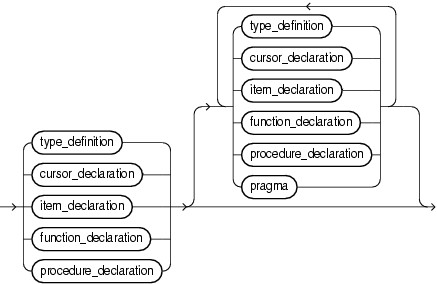 type_definition
cursor_declaration
item_declaration
function_declaration
procedure_declaration
type_definition
cursor_declaration
item_declaration
function_declaration
procedure_declaration
pragma